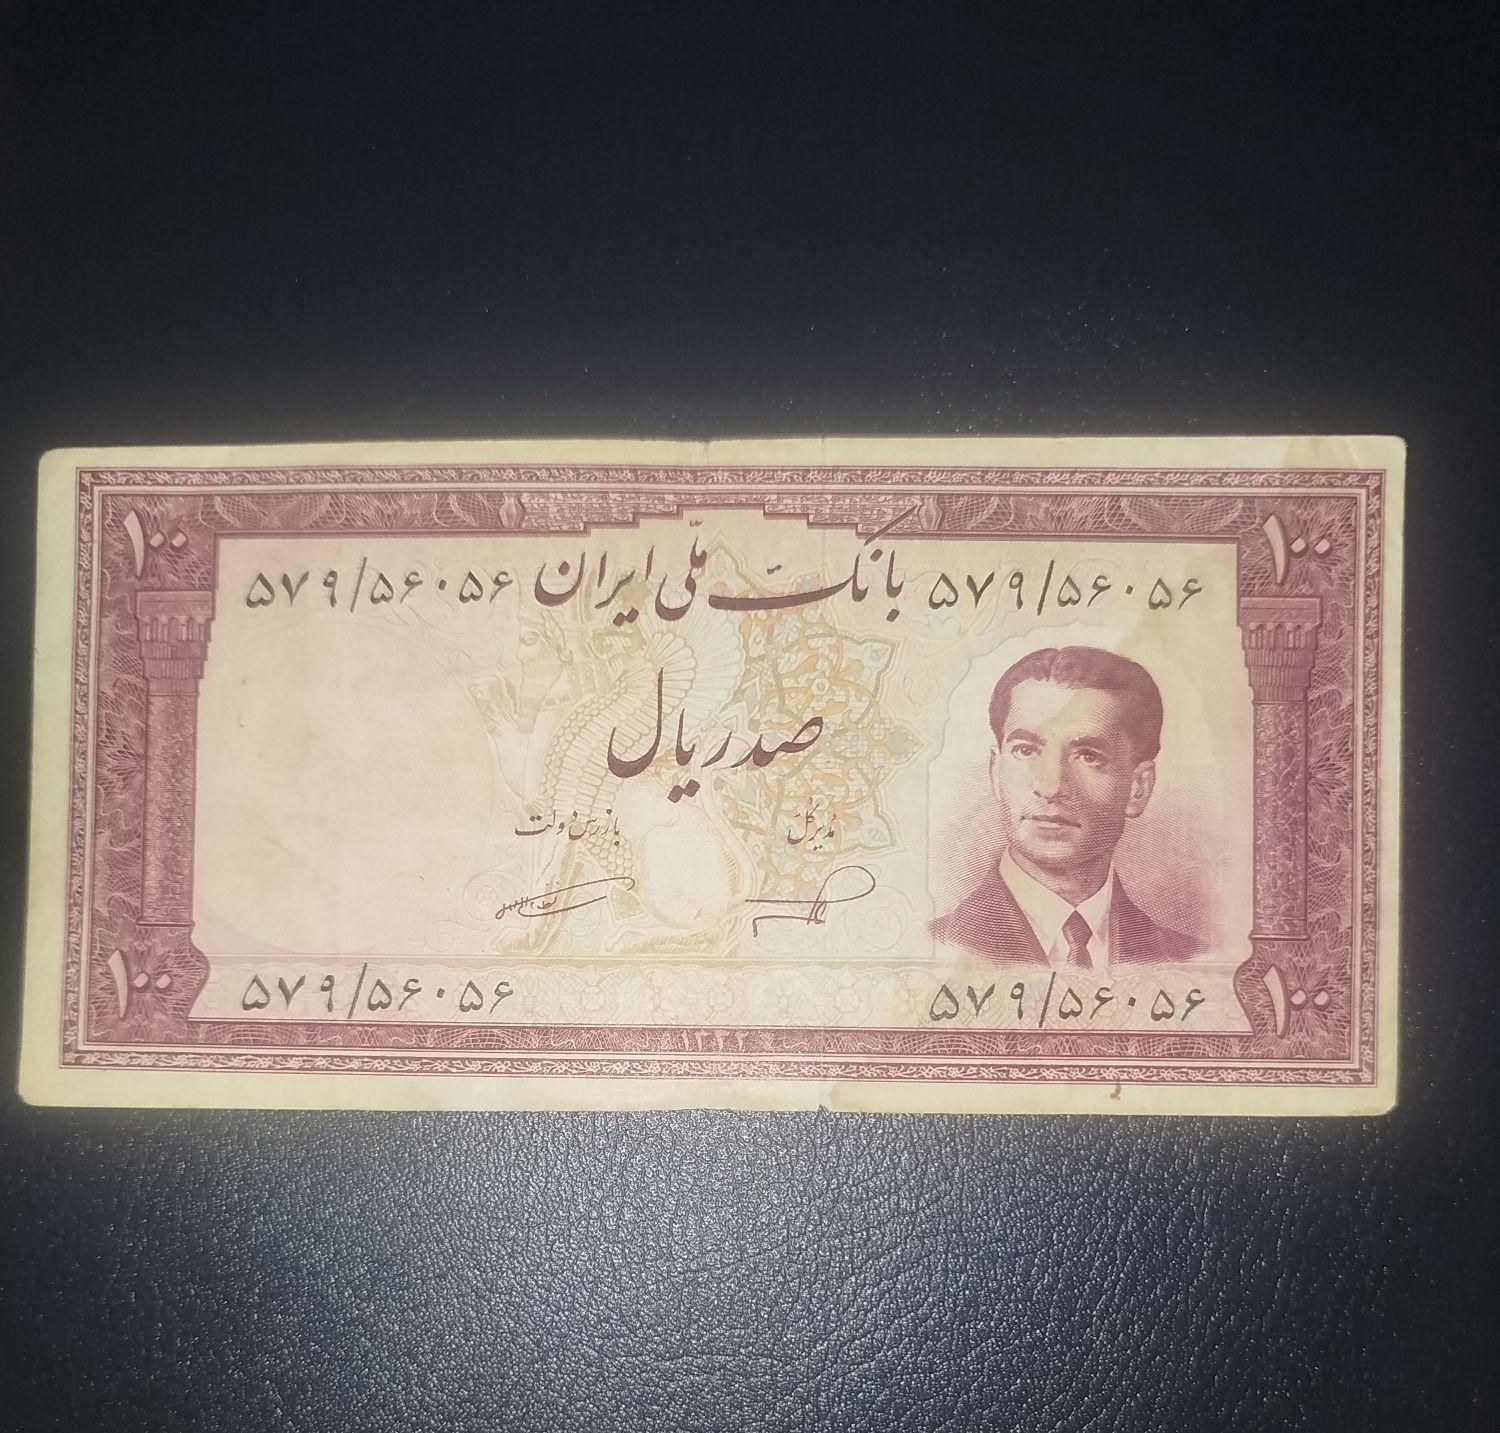 ۱۰۰ ۱۰۰
۵۷۹/۵۶۰۵۶ بانک ملّی ایران ۵۷۹/۵۶۰۵۶
صد ریال
مدیر کل بازرس دولت
۵۷۹/۵۶۰۵۶ ۵۷۹/۵۶۰۵۶
۱۰۰ ۱۰۰